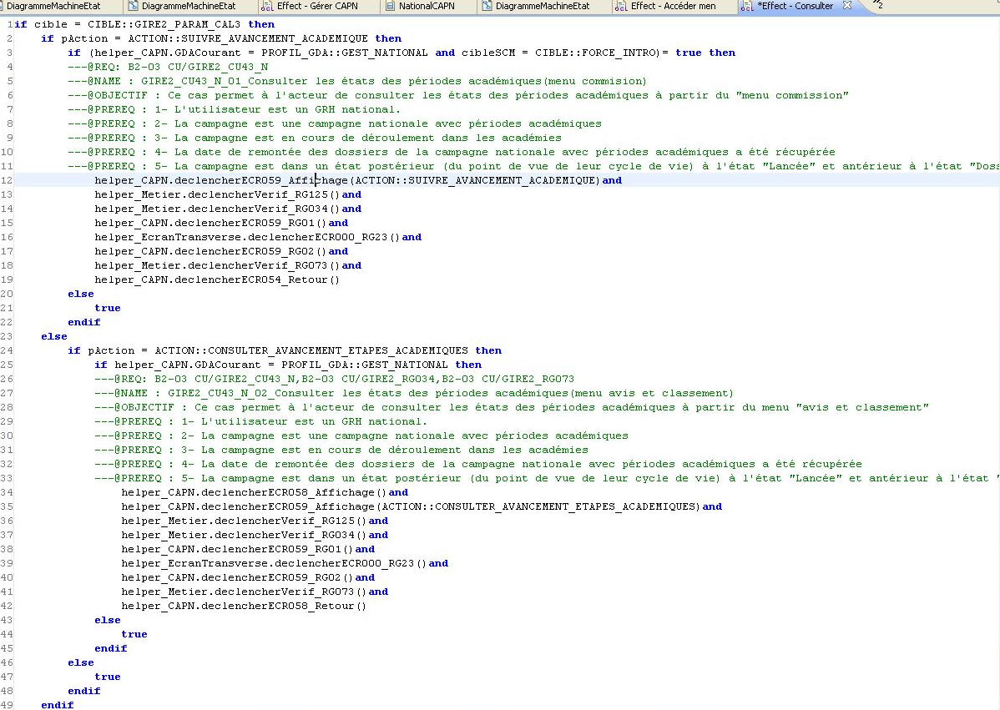 DiagrammeMachineEtat DiagrammeMachineEtat Effect - Gérer CAPN NationalCAPN DiagrammeMachineEtat Effect - Accéder men *Effect - Consulter 2
1 if cible = CIBLE::GIRE2_PARAM_CAL3 then
2 if pAction = ACTION::SUIVRE_AVANCEMENT_ACADEMIQUE then
3 if (helper_CAPN.GDACourant = PROFIL_GDA::GEST_NATIONAL and cibleSCM = CIBLE::FORCE_INTRO)= true then
4 ---@REQ: B2-03 CU/GIRE2_CU43_N
5 ---@NAME : GIRE2_CU43_N_01_Consulter les états des périodes académiques(menu commision)
6 ---@OBJECTIF : Ce cas permet à l'acteur de consulter les états des périodes académiques à partir du "menu commission"
7 ---@PREREQ : 1- L'utilisateur est un GRH national.
8 ---@PREREQ : 2- La campagne est une campagne nationale avec périodes académiques
9 ---@PREREQ : 3- La campagne est en cours de déroulement dans les académies
10 ---@PREREQ : 4- La date de remontée des dossiers de la campagne nationale avec périodes académiques a été récupérée
11 ---@PREREQ : 5- La campagne est dans un état postérieur (du point de vue de leur cycle de vie) à l'état "Lancée" et antérieur à l'état "Doss
12 helper_CAPN.declencherECR059_Affichage(ACTION::SUIVRE_AVANCEMENT_ACADEMIQUE)and
13 helper_Metier.declencherVerif_RG125()and
14 helper_Metier.declencherVerif_RG034()and
15 helper_CAPN.declencherECR059_RG01()and
16 helper_EcranTransverse.declencherECR000_RG23()and
17 helper_CAPN.declencherECR059_RG02()and
18 helper_Metier.declencherVerif_RG073()and
19 helper_CAPN.declencherECR054_Retour()
20 else
21 true
22 endif
23 else
24 if pAction = ACTION::CONSULTER_AVANCEMENT_ETAPES_ACADEMIQUES then
25 if helper_CAPN.GDACourant = PROFIL_GDA::GEST_NATIONAL then
26 ---@REQ: B2-03 CU/GIRE2_CU43_N,B2-03 CU/GIRE2_RG034,B2-03 CU/GIRE2_RG073
27 ---@NAME : GIRE2_CU43_N_02_Consulter les états des périodes académiques(menu avis et classement)
28 ---@OBJECTIF : Ce cas permet à l'acteur de consulter les états des périodes académiques à partir du menu "avis et classement"
29 ---@PREREQ : 1- L'utilisateur est un GRH national.
30 ---@PREREQ : 2- La campagne est une campagne nationale avec périodes académiques
31 ---@PREREQ : 3- La campagne est en cours de déroulement dans les académies
32 ---@PREREQ : 4- La date de remontée des dossiers de la campagne nationale avec périodes académiques a été récupérée
33 ---@PREREQ : 5- La campagne est dans un état postérieur (du point de vue de leur cycle de vie) à l'état "Lancée" et antérieur à l'état "
34 helper_CAPN.declencherECR058_Affichage()and
35 helper_CAPN.declencherECR059_Affichage(ACTION::CONSULTER_AVANCEMENT_ETAPES_ACADEMIQUES)and
36 helper_Metier.declencherVerif_RG125()and
37 helper_Metier.declencherVerif_RG034()and
38 helper_CAPN.declencherECR059_RG01()and
39 helper_EcranTransverse.declencherECR000_RG23()and
40 helper_CAPN.declencherECR059_RG02()and
41 helper_Metier.declencherVerif_RG073()and
42 helper_CAPN.declencherECR058_Retour()
43 else
44 true
45 endif
46 else
47 true
48 endif
49 endif